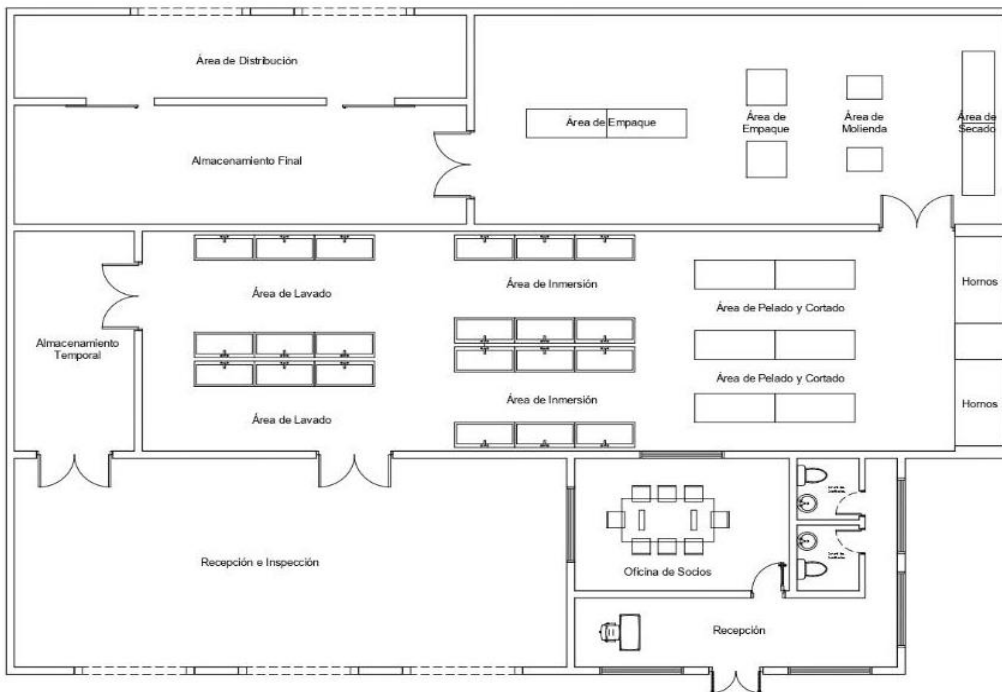 Área de Distribución
Área de Empaque
Área de
Empaque
Área de
Molienda
Área de
Secado
Almacenamiento Final
Área de Lavado
Área de Inmersión
Hornos
Área de Pelado y Cortado
Almacenamiento
Temporal
Área de Pelado y Cortado
Área de Inmersión
Hornos
Área de Lavado
Recepción e Inspección
Oficina de Socios
Recepción